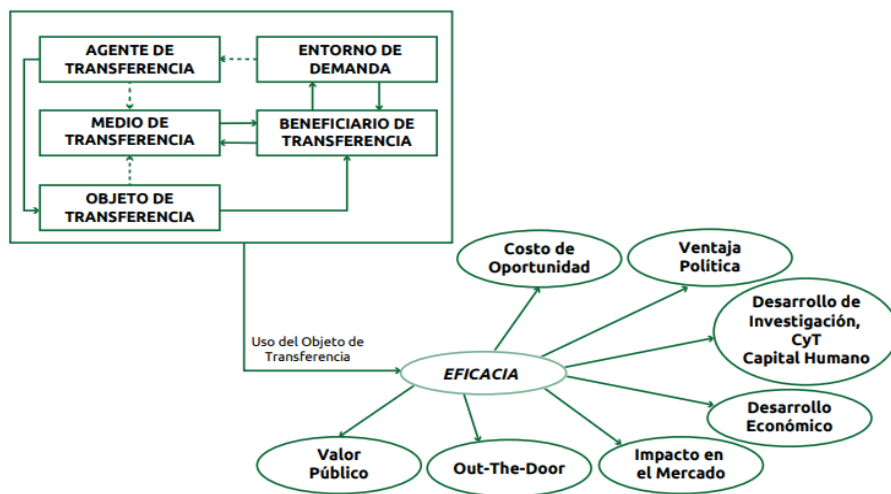 AGENTE DE
TRANSFERENCIA
ENTORNO DE
DEMANDA
MEDIO DE
TRANSFERENCIA
BENEFICIARIO DE
TRANSFERENCIA
OBJETO DE
TRANSFERENCIA
Uso del Objeto de
Transferencia
EFICACIA
Costo de
Oportunidad
Ventaja
Política
Desarrollo de
Investigación,
CyT
Capital Humano
Desarrollo
Económico
Impacto en
el Mercado
Out-The-Door
Valor
Público